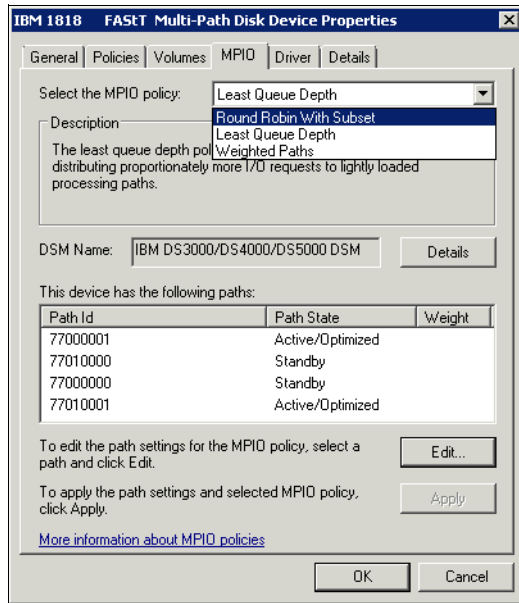 IBM 1818 FAStT Multi-Path Disk Device Properties
General Policies Volumes MPIO Driver Details
Select the MPIO policy: Least Queue Depth
Round Robin With Subset
Least Queue Depth
Weighted Paths
Description
The least queue depth pol
distributing proportionately more I/O requests to lightly loaded
processing paths.
DSM Name: IBM DS3000/DS4000/DS5000 DSM Details
This device has the following paths:
Path Id Path State Weight
77000001 Active/Optimized
77010000 Standby
77000000 Standby
77010001 Active/Optimized
To edit the path settings for the MPIO policy, select a
path and click Edit.
Edit...
To apply the path settings and selected MPIO policy,
click Apply.
Apply
More information about MPIO policies
OK Cancel